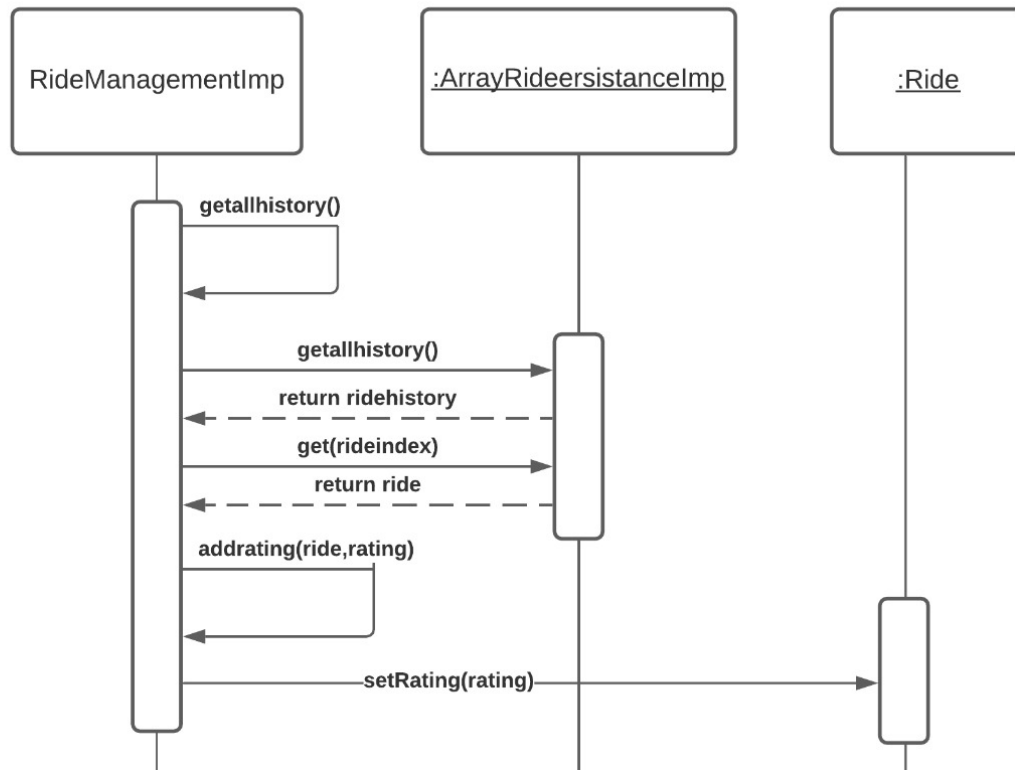 RideManagementImp
:ArrayRideersistanceImp
:Ride
getallhistory()
getallhistory()
return ridehistory
get(rideindex)
return ride
addrating(ride,rating)
setRating(rating)